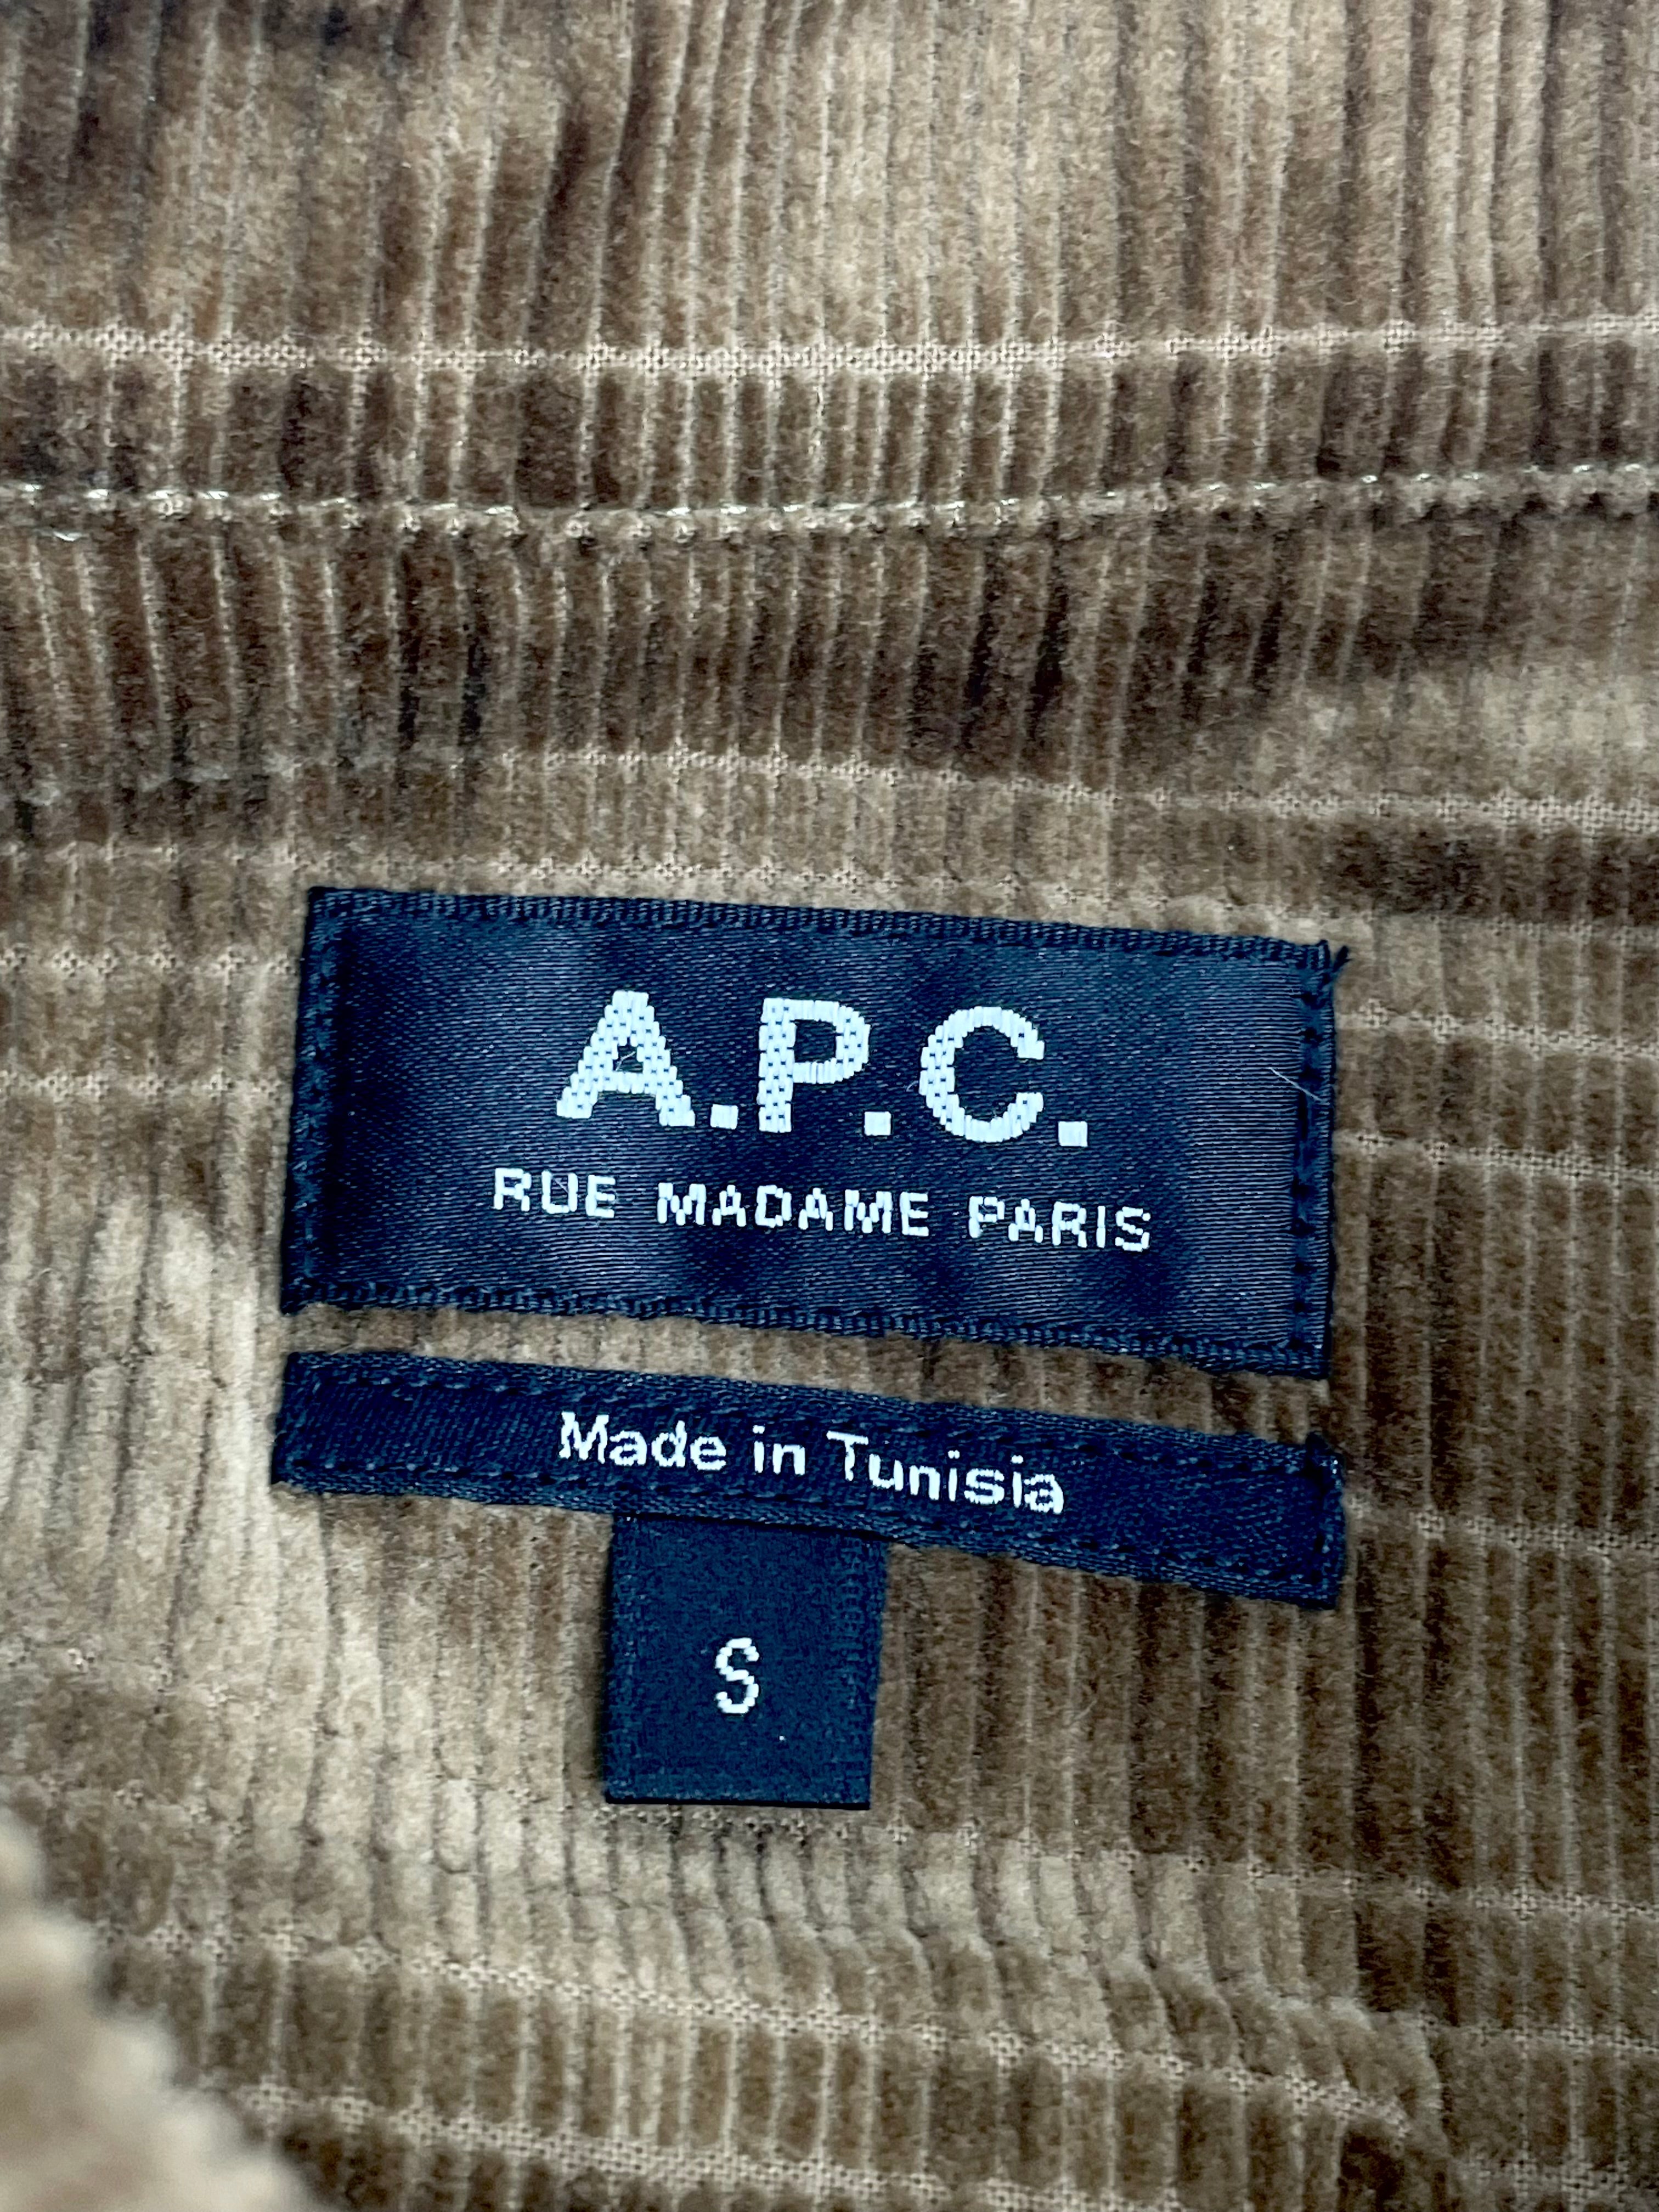 A.P.C.
RUE MADAME PARIS
Made in Tunisia
S